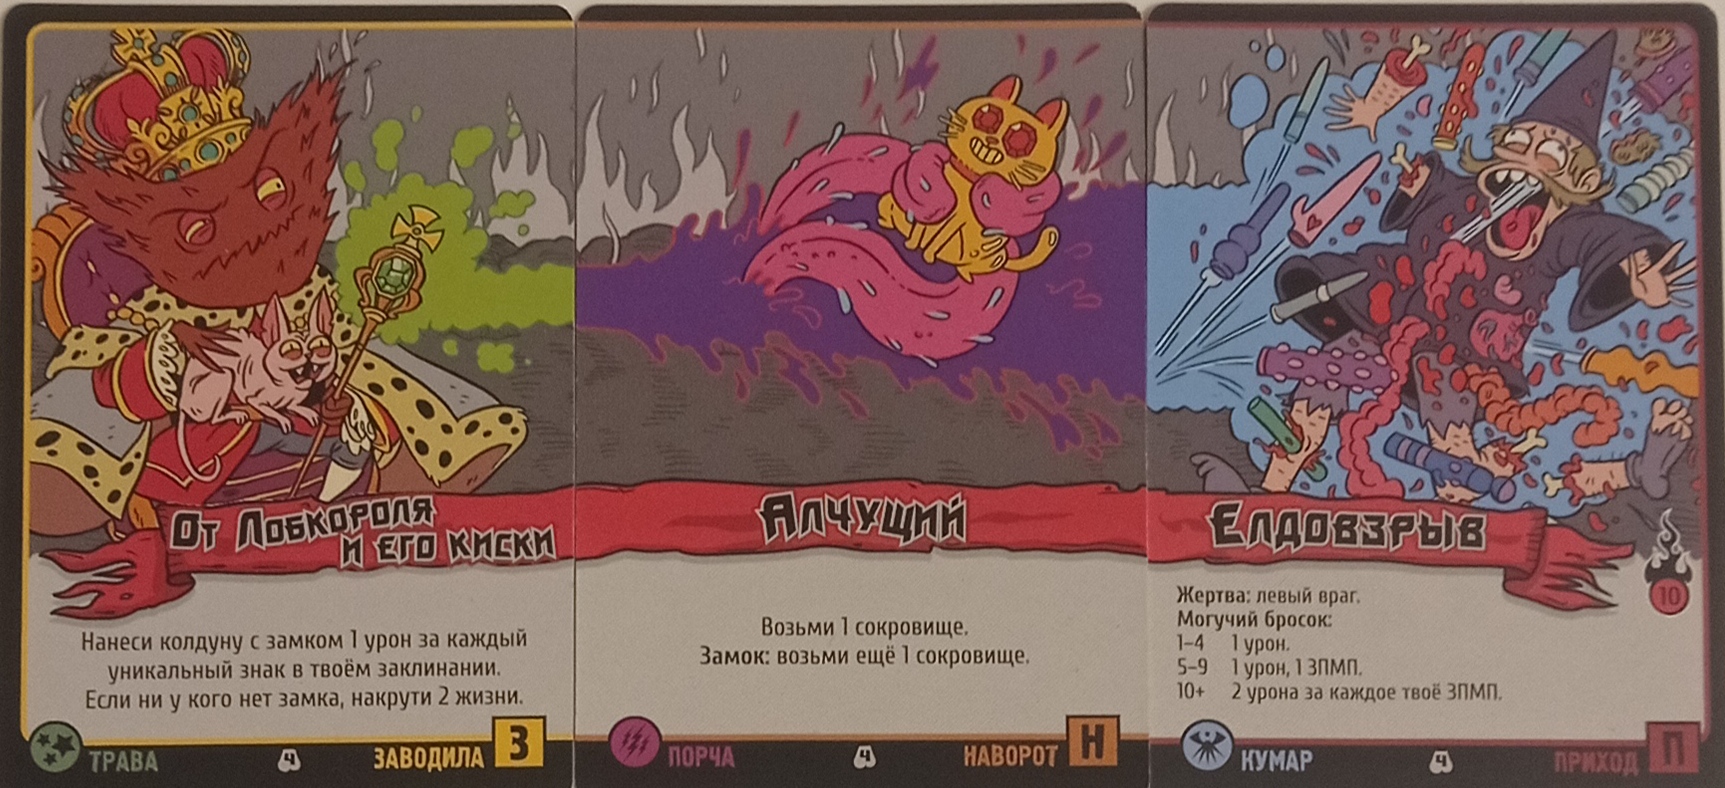 От Лобкороля
и его киски
Нанеси колдуну с замком 1 урон за каждый
уникальный знак в твоём заклинании.
Если ни у кого нет замка, накрути 2 жизни.
ТРАВА
Ч
ЗАВОДИЛА
З
Алчущий
Возьми 1 сокровище.
Замок: возьми ещё 1 сокровище.
ПОРЧА
Ч
НАВОРОТ
Н
Елдовзрыв
10
Жертва: левый враг.
Могучий бросок:
1–4 1 урон.
5–9 1 урон, 1 ЗПМП.
10+ 2 урона за каждое твоё ЗПМП.
КУМАР
Ч
ПРИХОД
П